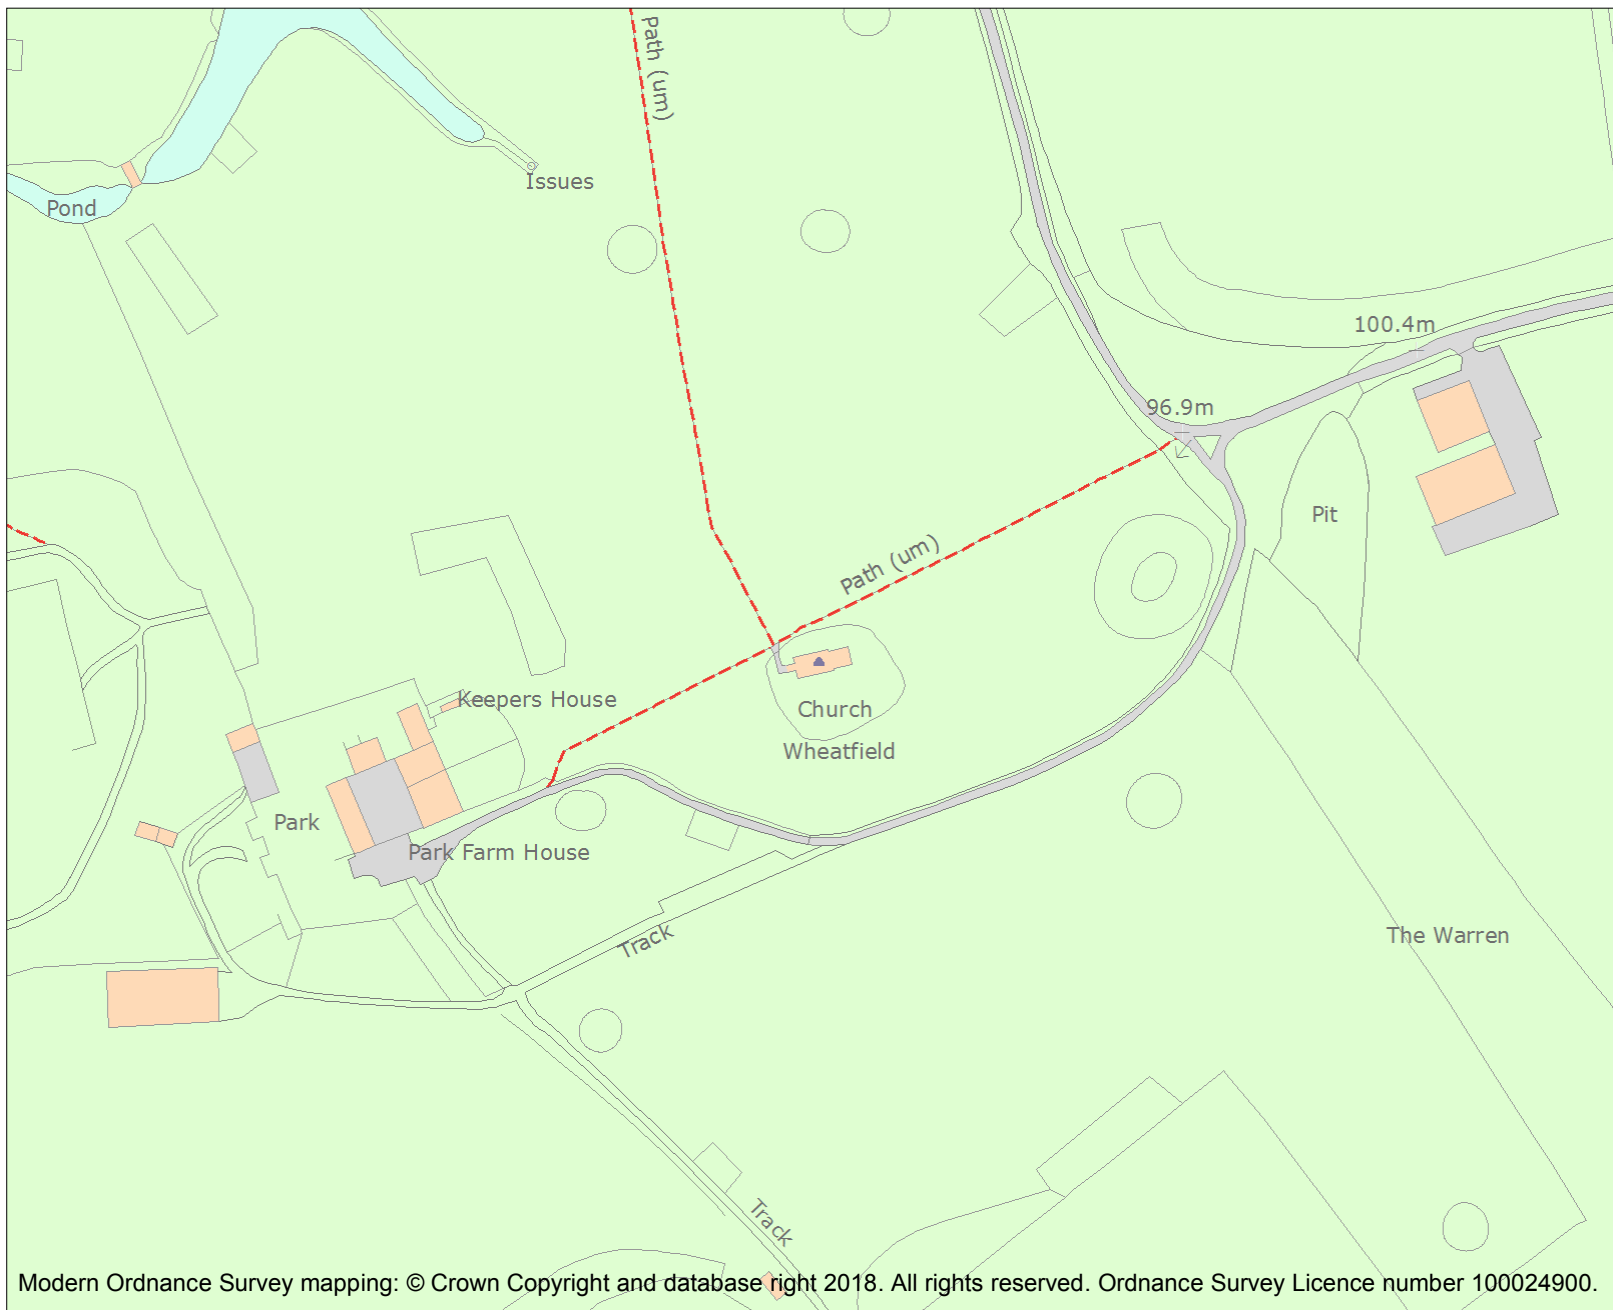 Path (um)
Issues
Pond
100.4m
96.9m
Pit
Path (um)
Keepers House
Church
Wheatfield
Park
Park Farm House
Track
The Warren
Track
Modern Ordnance Survey mapping: © Crown Copyright and database right 2018. All rights reserved. Ordnance Survey Licence number 100024900.